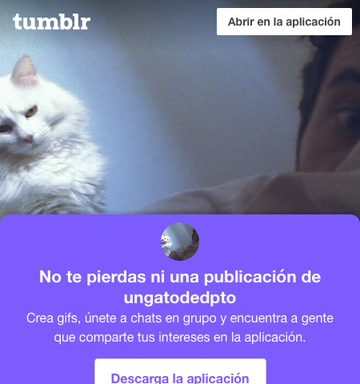 tumblr
Abrir en la aplicación
No te pierdas ni una publicación de
ungatodedpto
Crea gifs, únete a chats en grupo y encuentra a gente
que comparte tus intereses en la aplicación.
Descarga la aplicación